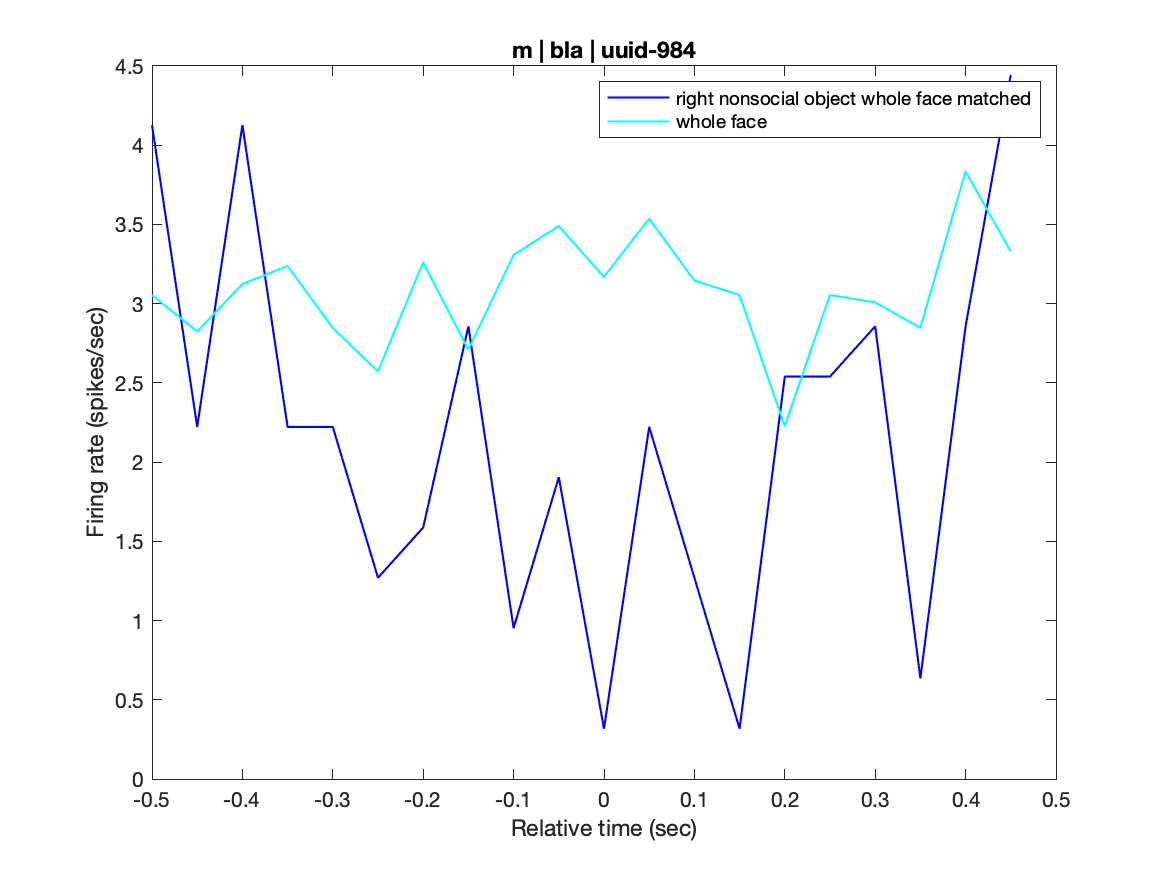 m | bla | uuid-984
right nonsocial object whole face matched
whole face
Firing rate (spikes/sec)
4.5
4
3.5
3
2.5
2
1.5
1
0.5
0
-0.5 -0.4 -0.3 -0.2 -0.1 0 0.1 0.2 0.3 0.4 0.5
Relative time (sec)